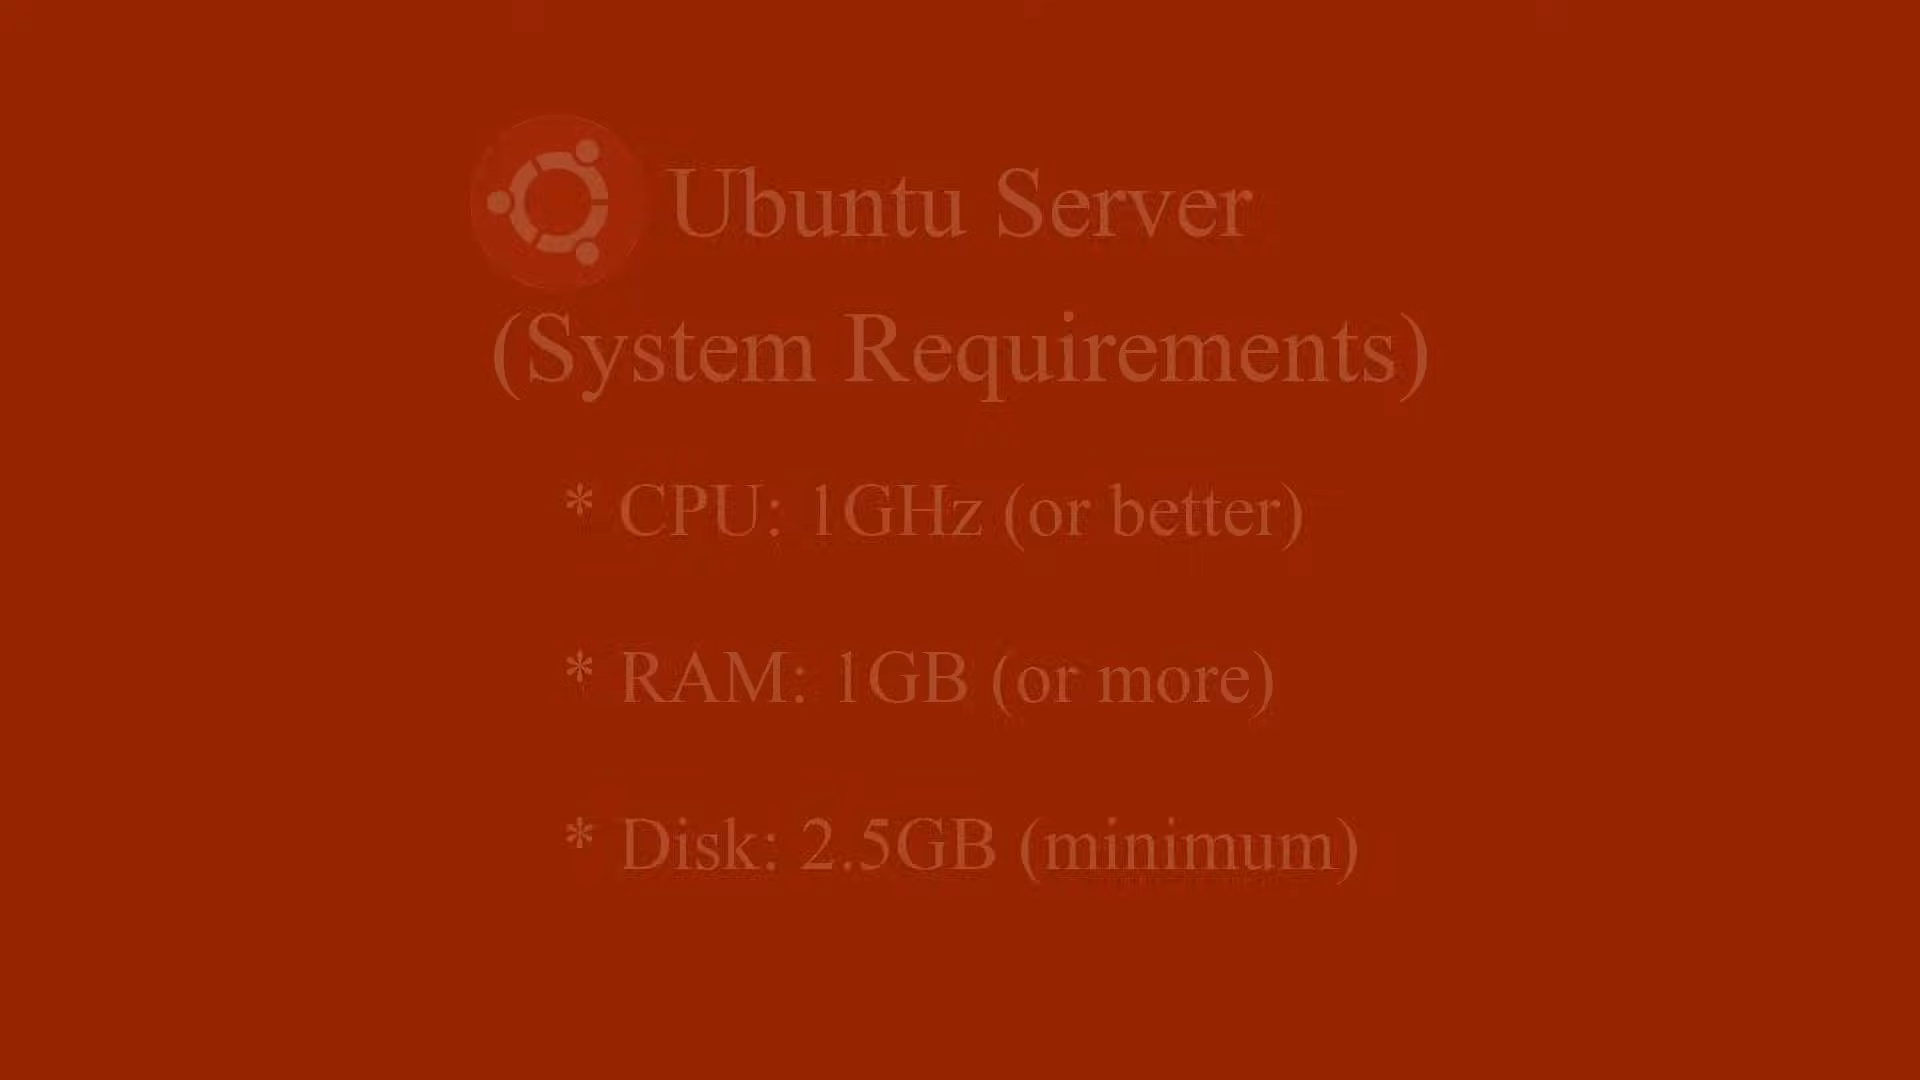 Ubuntu Server
(System Requirements)
* CPU: 1GHz (or better)
* RAM: 1GB (or more)
* Disk: 2.5GB (minimum)